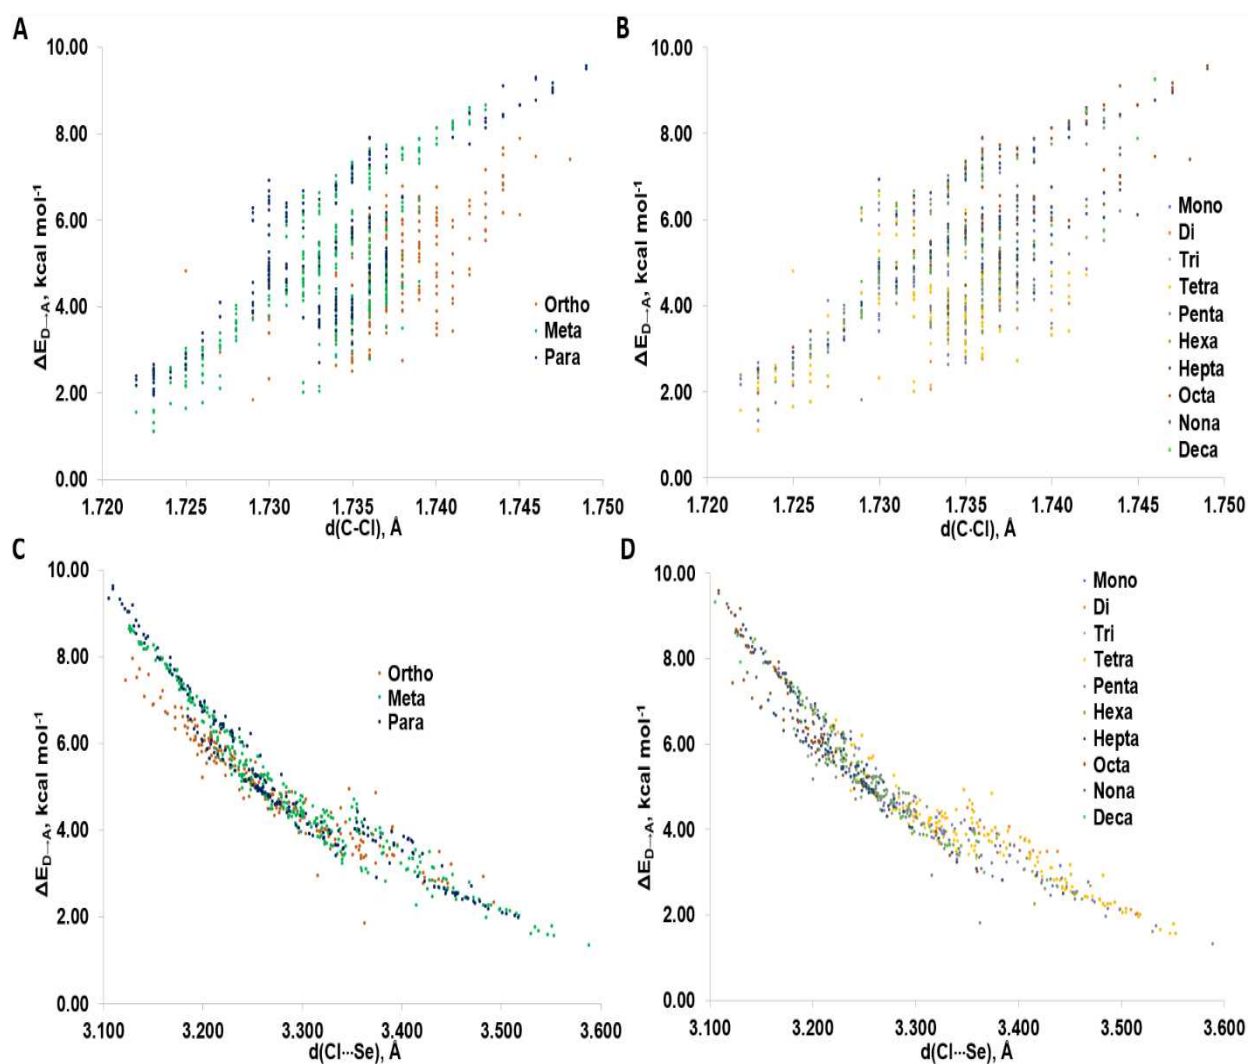 A
ΔE D→A, kcal mol-1
10.00
8.00
6.00
4.00
2.00
0.00
1.720 1.725 1.730 1.735 1.740 1.745 1.750
d(C-Cl), Å
Ortho
Meta
Para
B
ΔE D→A, kcal mol-1
10.00
8.00
6.00
4.00
2.00
0.00
1.720 1.725 1.730 1.735 1.740 1.745 1.750
d(C-Cl), Å
Mono
Di
Tri
Tetra
Penta
Hexa
Hepta
Octa
Nona
Deca
C
ΔE D→A, kcal mol-1
10.00
8.00
6.00
4.00
2.00
0.00
3.100 3.200 3.300 3.400 3.500 3.600
d(Cl···Se), Å
Ortho
Meta
Para
D
ΔE D→A, kcal mol-1
10.00
8.00
6.00
4.00
2.00
0.00
3.100 3.200 3.300 3.400 3.500 3.600
d(Cl···Se), Å
Mono
Di
Tri
Tetra
Penta
Hexa
Hepta
Octa
Nona
Deca